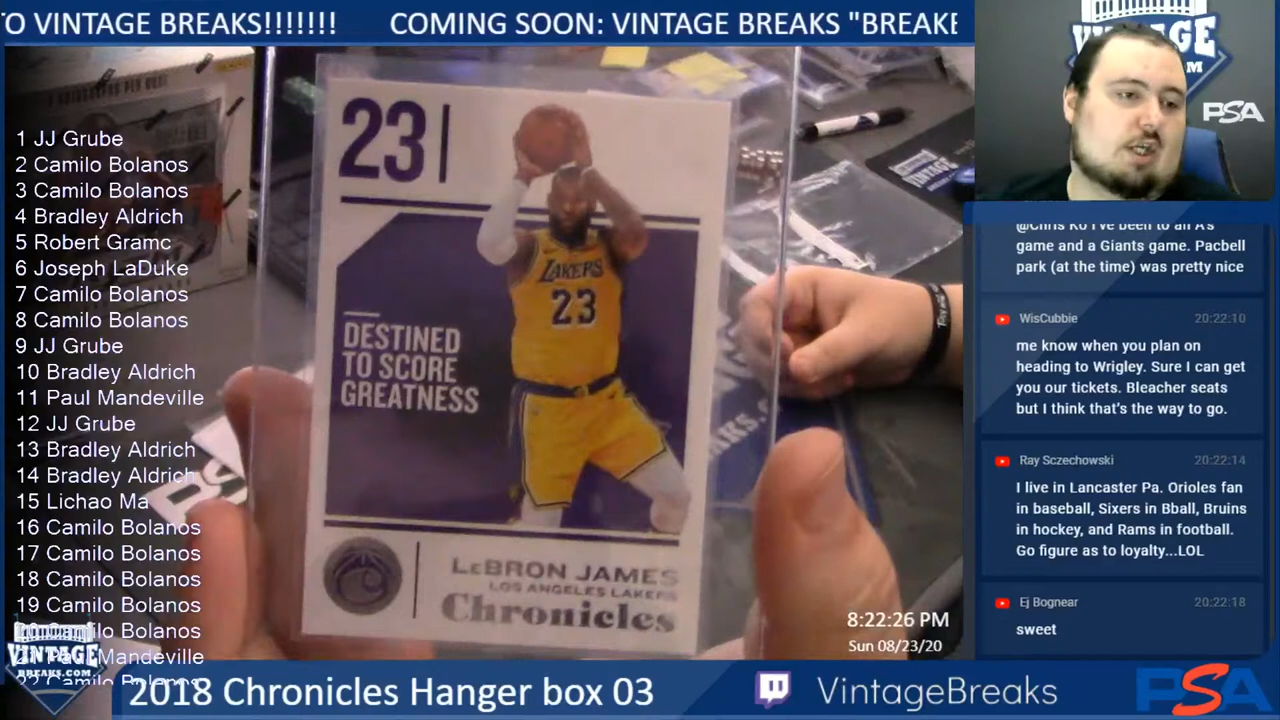 O VINTAGE BREAKS!!!!!!! COMING SOON: VINTAGE BREAKS "BREAKE
VINTAGE
M
PSA
1 JJ Grube
2 Camilo Bolanos
3 Camilo Bolanos
4 Bradley Aldrich
5 Robert Gramc
6 Joseph LaDuke
7 Camilo Bolanos
8 Camilo Bolanos
9 JJ Grube
10 Bradley Aldrich
11 Paul Mandeville
12 JJ Grube
13 Bradley Aldrich
14 Bradley Aldrich
15 Lichao Ma
16 Camilo Bolanos
17 Camilo Bolanos
18 Camilo Bolanos
19 Camilo Bolanos
20 Camilo Bolanos
Mandeville
22 Camilo Bolanos
VINTAGE
BREAKS.COM
23
LAKERS
23
DESTINED
TO SCORE
GREATNESS
LEBRON JAMES
LOS ANGELES LAKERS
Chronicles
8:22:26 PM
Sun 08/23/20
@Chris Ko I've been to an A's
game and a Giants game. Pacbell
park (at the time) was pretty nice
WisCubbie 20:22:10
me know when you plan on
heading to Wrigley. Sure I can get
you our tickets. Bleacher seats
but I think that's the way to go.
Ray Sczechowski 20:22:14
I live in Lancaster Pa. Orioles fan
in baseball, Sixers in Bball, Bruins
in hockey, and Rams in football.
Go figure as to loyalty...LOL
Ej Bognear 20:22:18
sweet
2018 Chronicles Hanger box 03
VintageBreaks
PSA